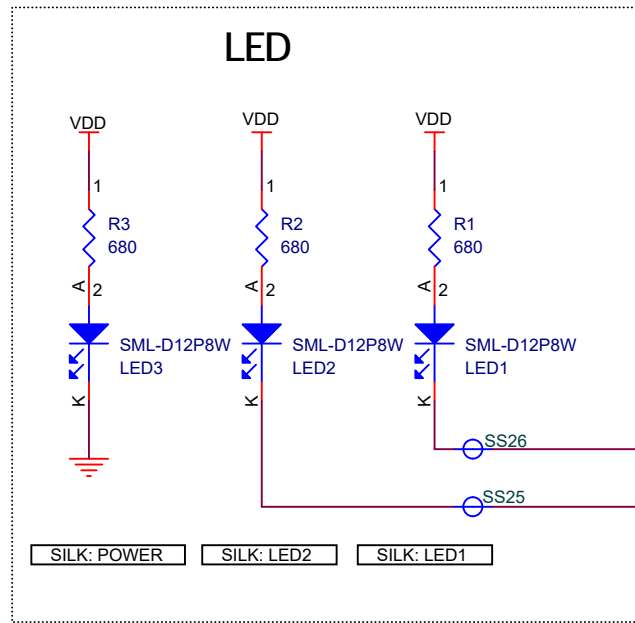 LED
VDD
VDD
VDD
1
1
1
R3
680
R2
680
R1
680
A
2
A
2
A
2
SML-D12P8W
LED3
SML-D12P8W
LED2
SML-D12P8W
LED1
K
K
K
SS26
SS25
SILK: POWER
SILK: LED2
SILK: LED1